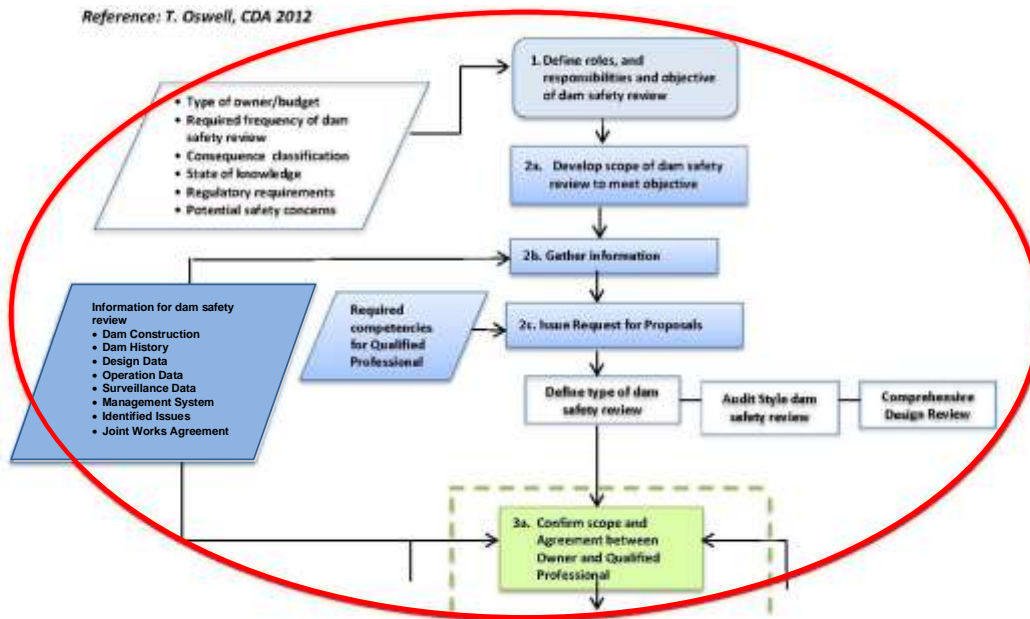 Reference: T. Oswell, CDA 2012
1. Define roles, and
responsibilities and objective
of dam safety review
• Type of owner/budget
• Required frequency of dam
safety review
• Consequence classification
• State of knowledge
• Regulatory requirements
• Potential safety concerns
2a. Develop scope of dam safety
review to meet objective
2b. Gather information
Information for dam safety
review
• Dam Construction
• Dam History
• Design Data
• Operation Data
• Surveillance Data
• Management System
• Identified Issues
• Joint Works Agreement
Required
competencies
for Qualified
Professional
2c. Issue Request for Proposals
Define type of dam
safety review
Audit Style dam
safety review
Comprehensive
Design Review
3a. Confirm scope and
Agreement between
Owner and Qualified
Professional